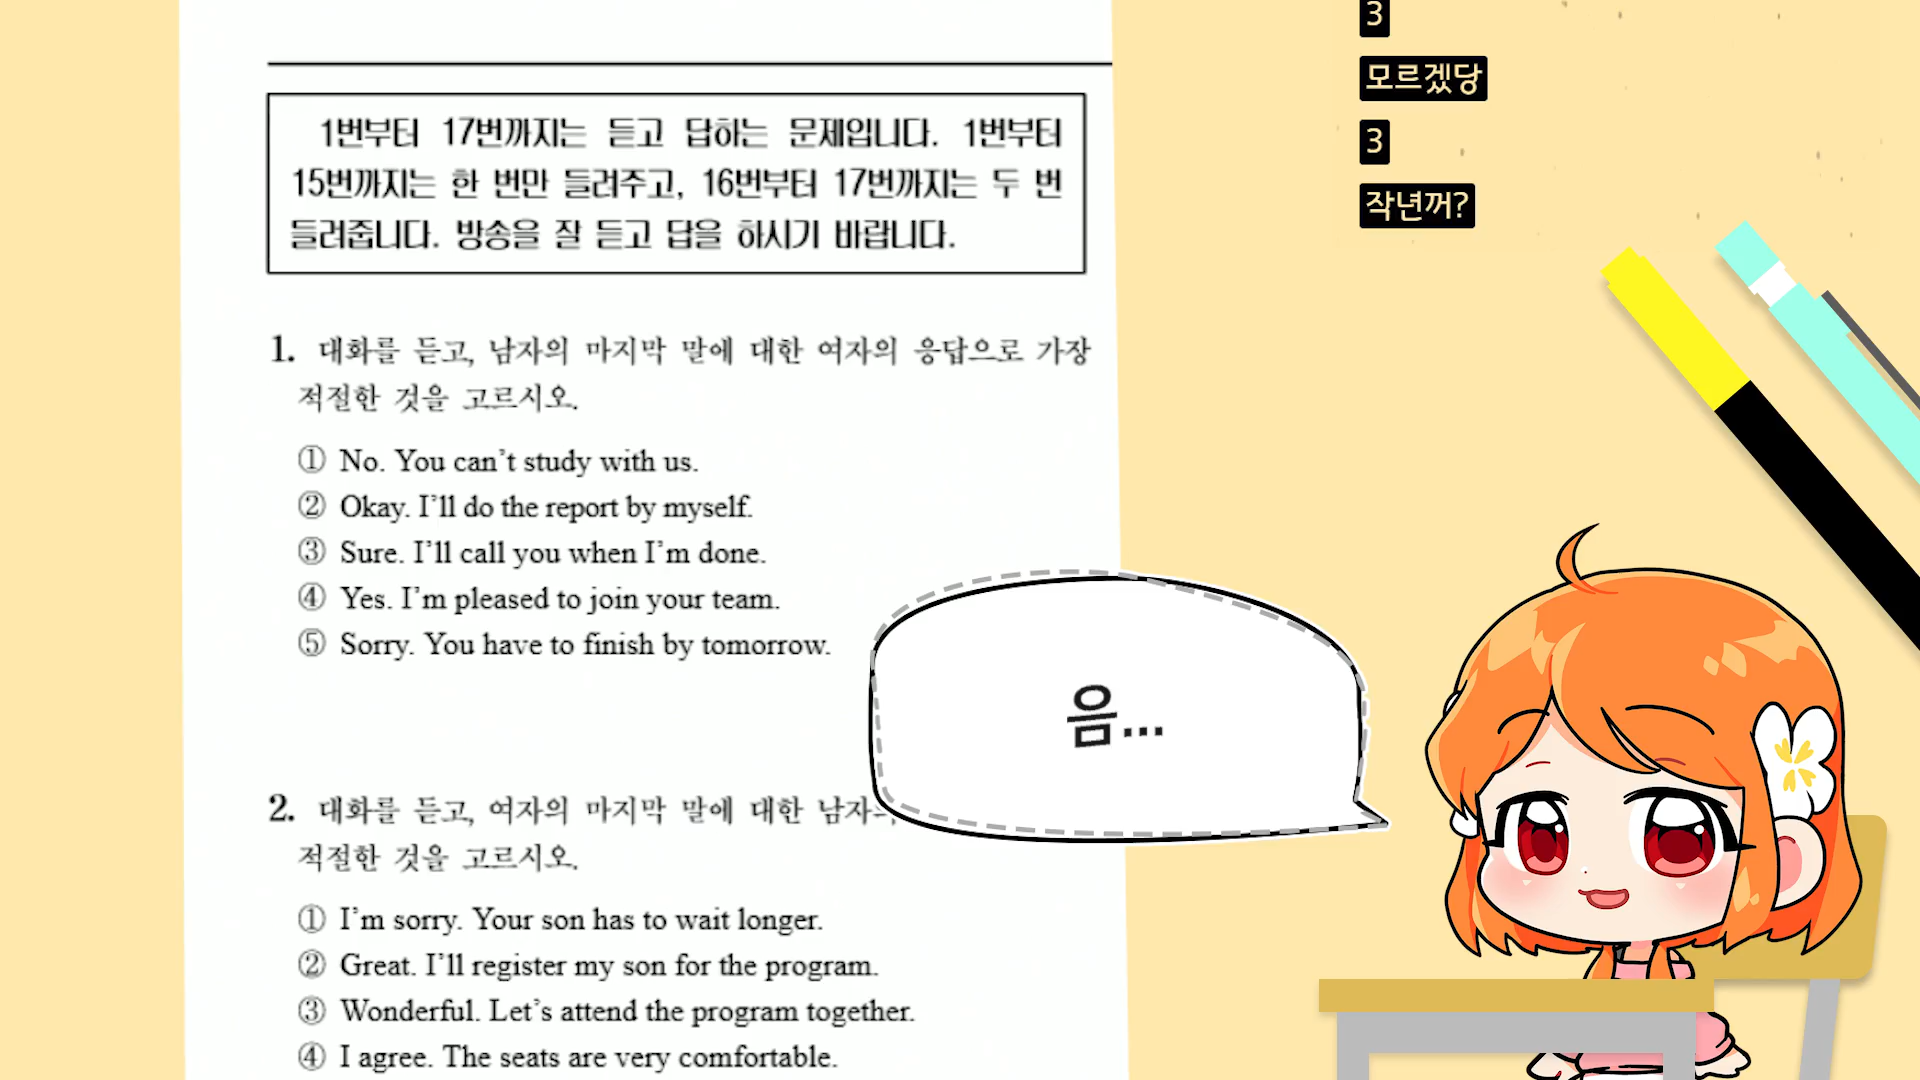 1번부터 17번까지는 듣고 답하는 문제입니다. 1번부터
15번까지는 한 번만 들려주고, 16번부터 17번까지는 두 번
들려줍니다. 방송을 잘 듣고 답을 하시기 바랍니다.
1. 대화를 듣고, 남자의 마지막 말에 대한 여자의 응답으로 가장
적절한 것을 고르시오.
① No. You can’t study with us.
② Okay. I’ll do the report by myself.
③ Sure. I’ll call you when I’m done.
④ Yes. I’m pleased to join your team.
⑤ Sorry. You have to finish by tomorrow.
2. 대화를 듣고, 여자의 마지막 말에 대한
적절한 것을 고르시오.
① I’m sorry. Your son has to wait longer.
② Great. I’ll register my son for the program.
③ Wonderful. Let’s attend the program together.
④ I agree. The seats are very comfortable.
음...
3
모르겠당
3
작년꺼?